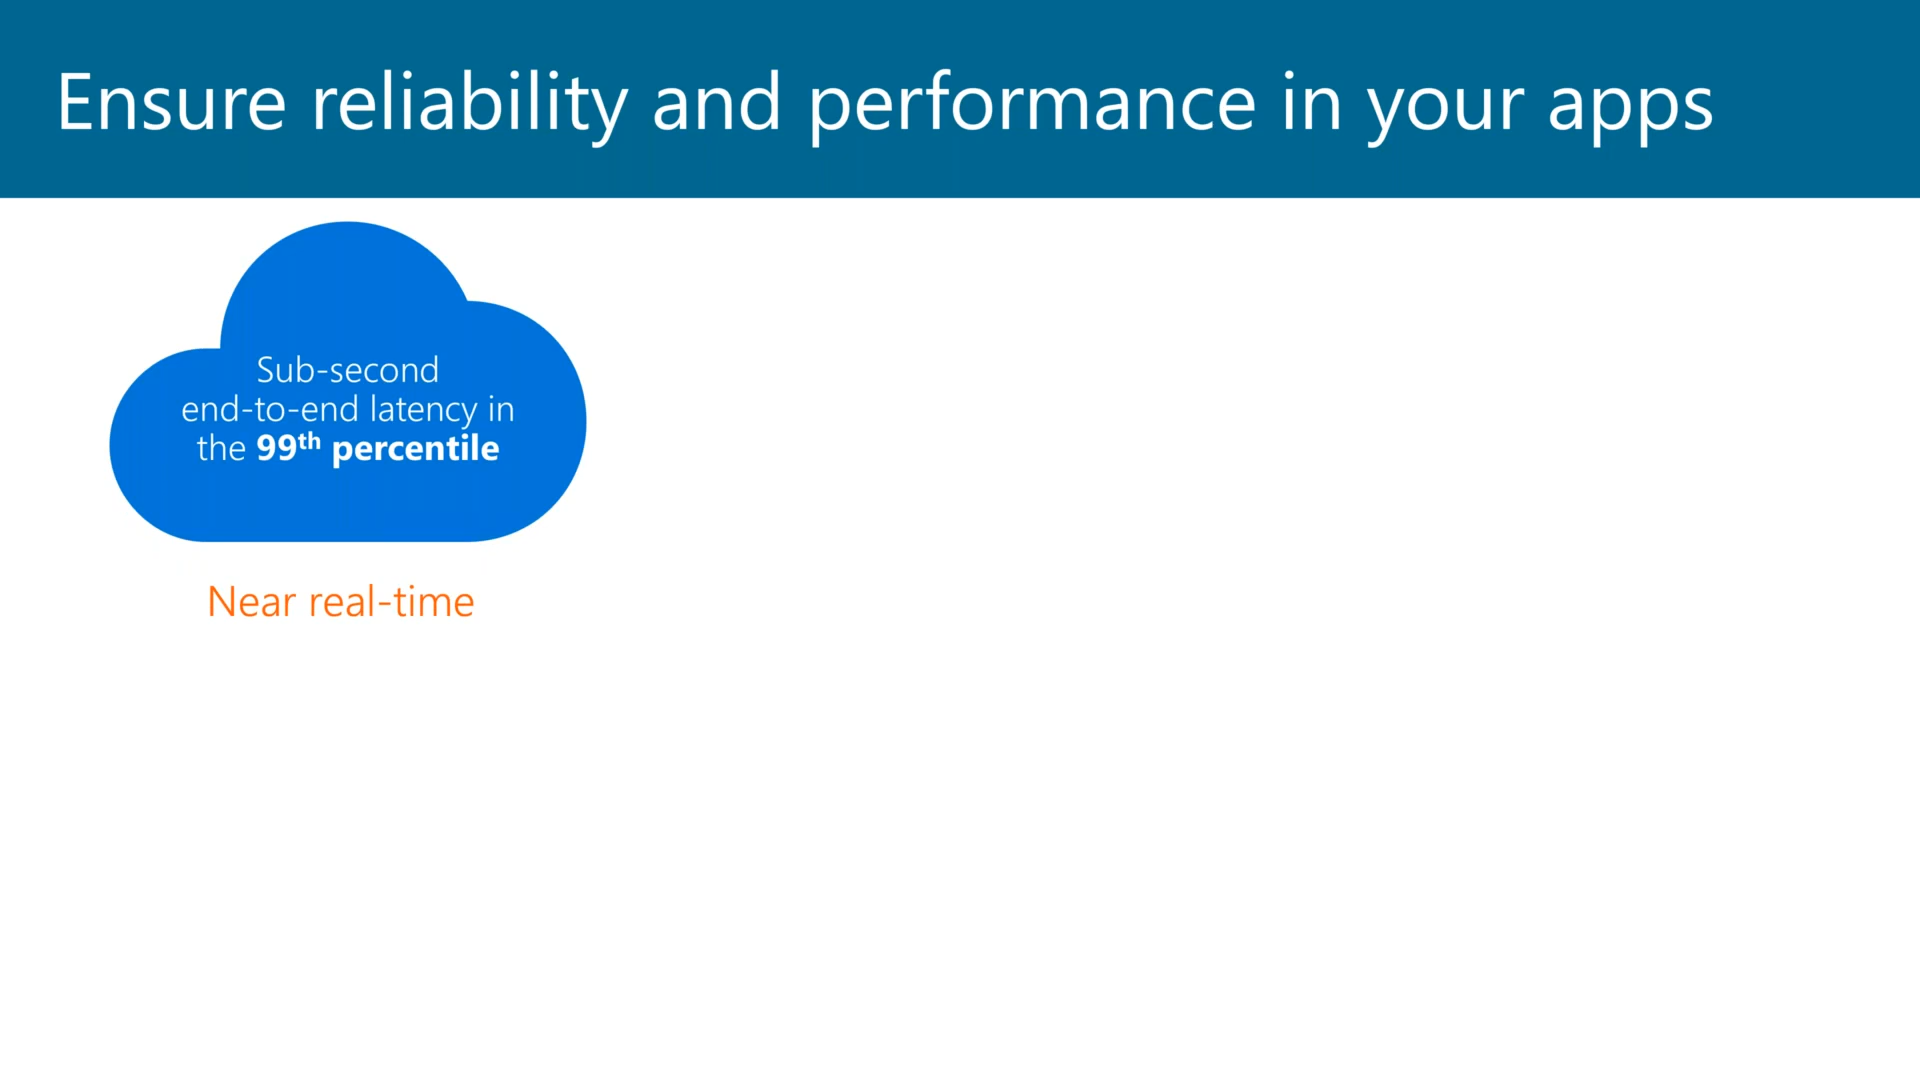 Ensure reliability and performance in your apps
Sub-second
end-to-end latency in
the 99th percentile
Near real-time